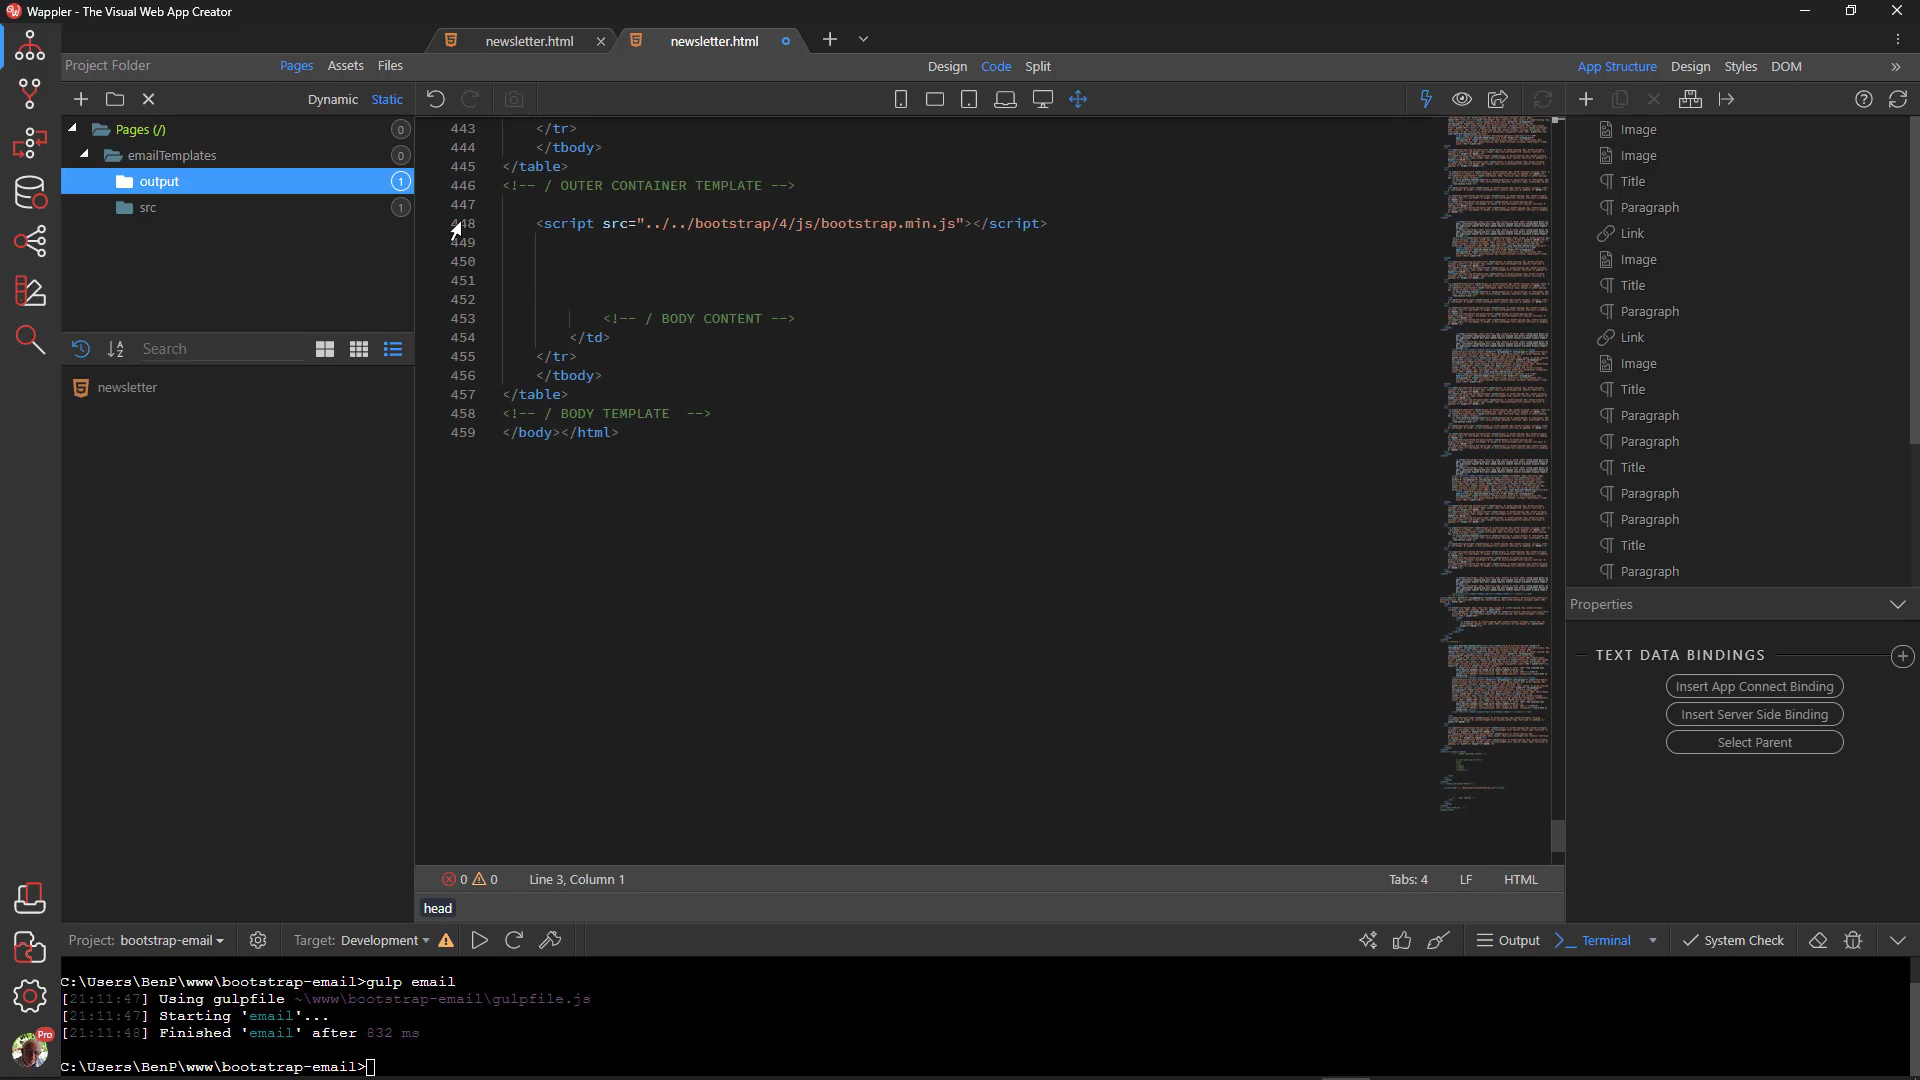 Wappler - The Visual Web App Creator
newsletter.html
newsletter.html
Project Folder
Pages
Assets
Files
Design
Code
Split
App Structure
Design
Styles
DOM
Dynamic
Static
Pages (/)
0
emailTemplates
0
output
1
src
1
Search
newsletter
443 </tr>
444 </tbody>
445 </table>
446 <!-- / OUTER CONTAINER TEMPLATE -->
447
448 <script src="../../bootstrap/4/js/bootstrap.min.js"></script>
449
450
451
452
453 <!-- / BODY CONTENT -->
454 </td>
455 </tr>
456 </tbody>
457 </table>
458 <!-- / BODY TEMPLATE -->
459 </body></html>
Image
Image
Title
Paragraph
Link
Image
Title
Paragraph
Link
Image
Title
Paragraph
Paragraph
Title
Paragraph
Paragraph
Title
Paragraph
Properties
TEXT DATA BINDINGS
Insert App Connect Binding
Insert Server Side Binding
Select Parent
0 0 Line 3, Column 1
Tabs: 4 LF HTML
head
Project: bootstrap-email
Target: Development
Output
Terminal
System Check
C:\Users\BenP\www\bootstrap-email>gulp email
[21:11:47] Using gulpfile ~\www\bootstrap-email\gulpfile.js
[21:11:47] Starting 'email'...
[21:11:48] Finished 'email' after 832 ms
C:\Users\BenP\www\bootstrap-email>
Pro